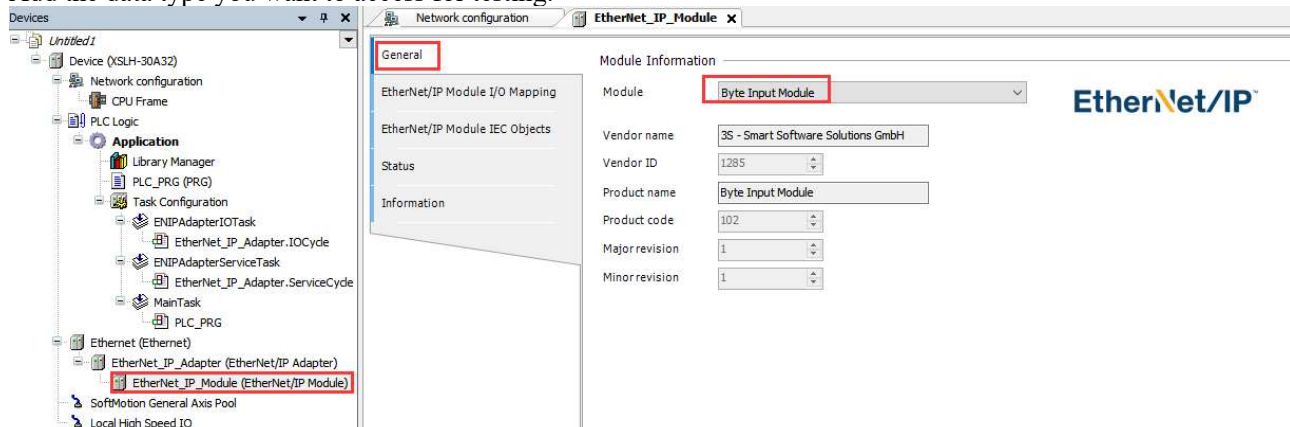 Add the data type you want to access for testing.
Devices
Network configuration
EtherNet_IP_Module
Untitled1
Device (XSLH-30A32)
Network configuration
CPU Frame
PLC Logic
Application
Library Manager
PLC_PRG (PRG)
Task Configuration
ENIPAdapterIOTask
EtherNet_IP_Adapter.IOCycle
ENIPAdapterServiceTask
EtherNet_IP_Adapter.ServiceCycle
MainTask
PLC_PRG
Ethernet (Ethernet)
EtherNet_IP_Adapter (EtherNet/IP Adapter)
EtherNet_IP_Module (EtherNet/IP Module)
SoftMotion General Axis Pool
Local High Speed IO
General
EtherNet/IP Module I/O Mapping
EtherNet/IP Module IEC Objects
Status
Information
Module Information
Module Byte Input Module
EtherNet/IP
Vendor name 3S - Smart Software Solutions GmbH
Vendor ID 1285
Product name Byte Input Module
Product code 102
Major revision 1
Minor revision 1